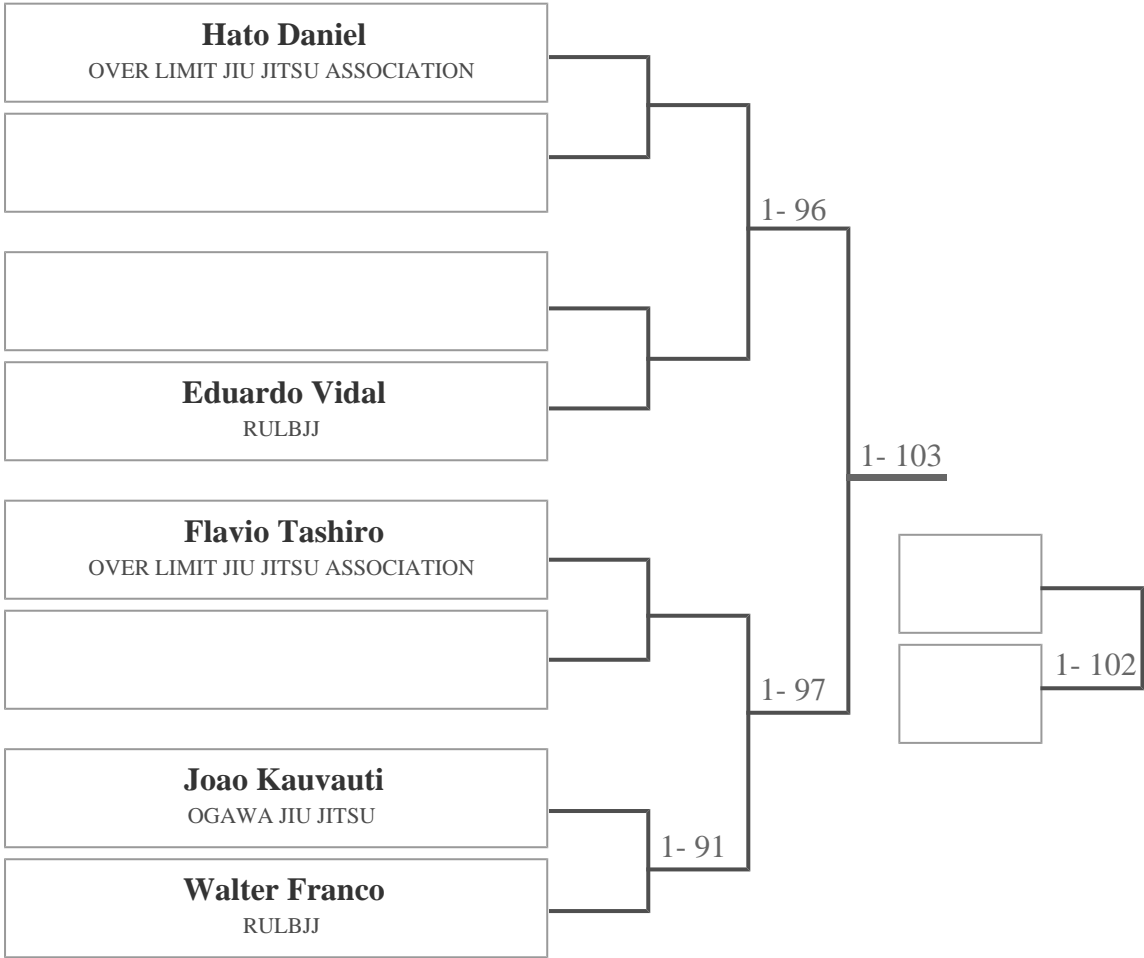 Hato Daniel
OVER LIMIT JIU JITSU ASSOCIATION
1- 96
Eduardo Vidal
RULBJJ
1- 103
Flavio Tashiro
OVER LIMIT JIU JITSU ASSOCIATION
1- 102
1- 97
Joao Kauvauti
OGAWA JIU JITSU
1- 91
Walter Franco
RULBJJ